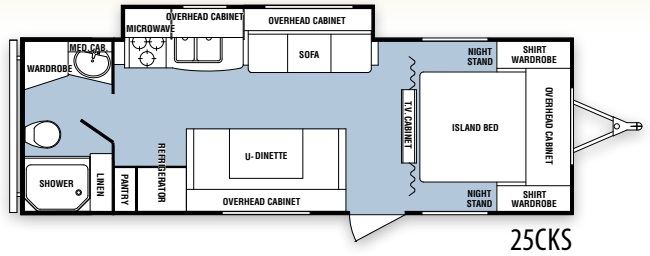 OVERHEAD CABINET
OVERHEAD CABINET
MICROWAVE
MED.CAB.
WARDROBE
SOFA
NIGHT
STAND
SHIRT
WARDROBE
T.V. CABINET
ISLAND BED
OVERHEAD CABINET
U-DINETTE
REFRIGERATOR
SHOWER
LINEN
PANTRY
OVERHEAD CABINET
NIGHT
STAND
SHIRT
WARDROBE
25CKS